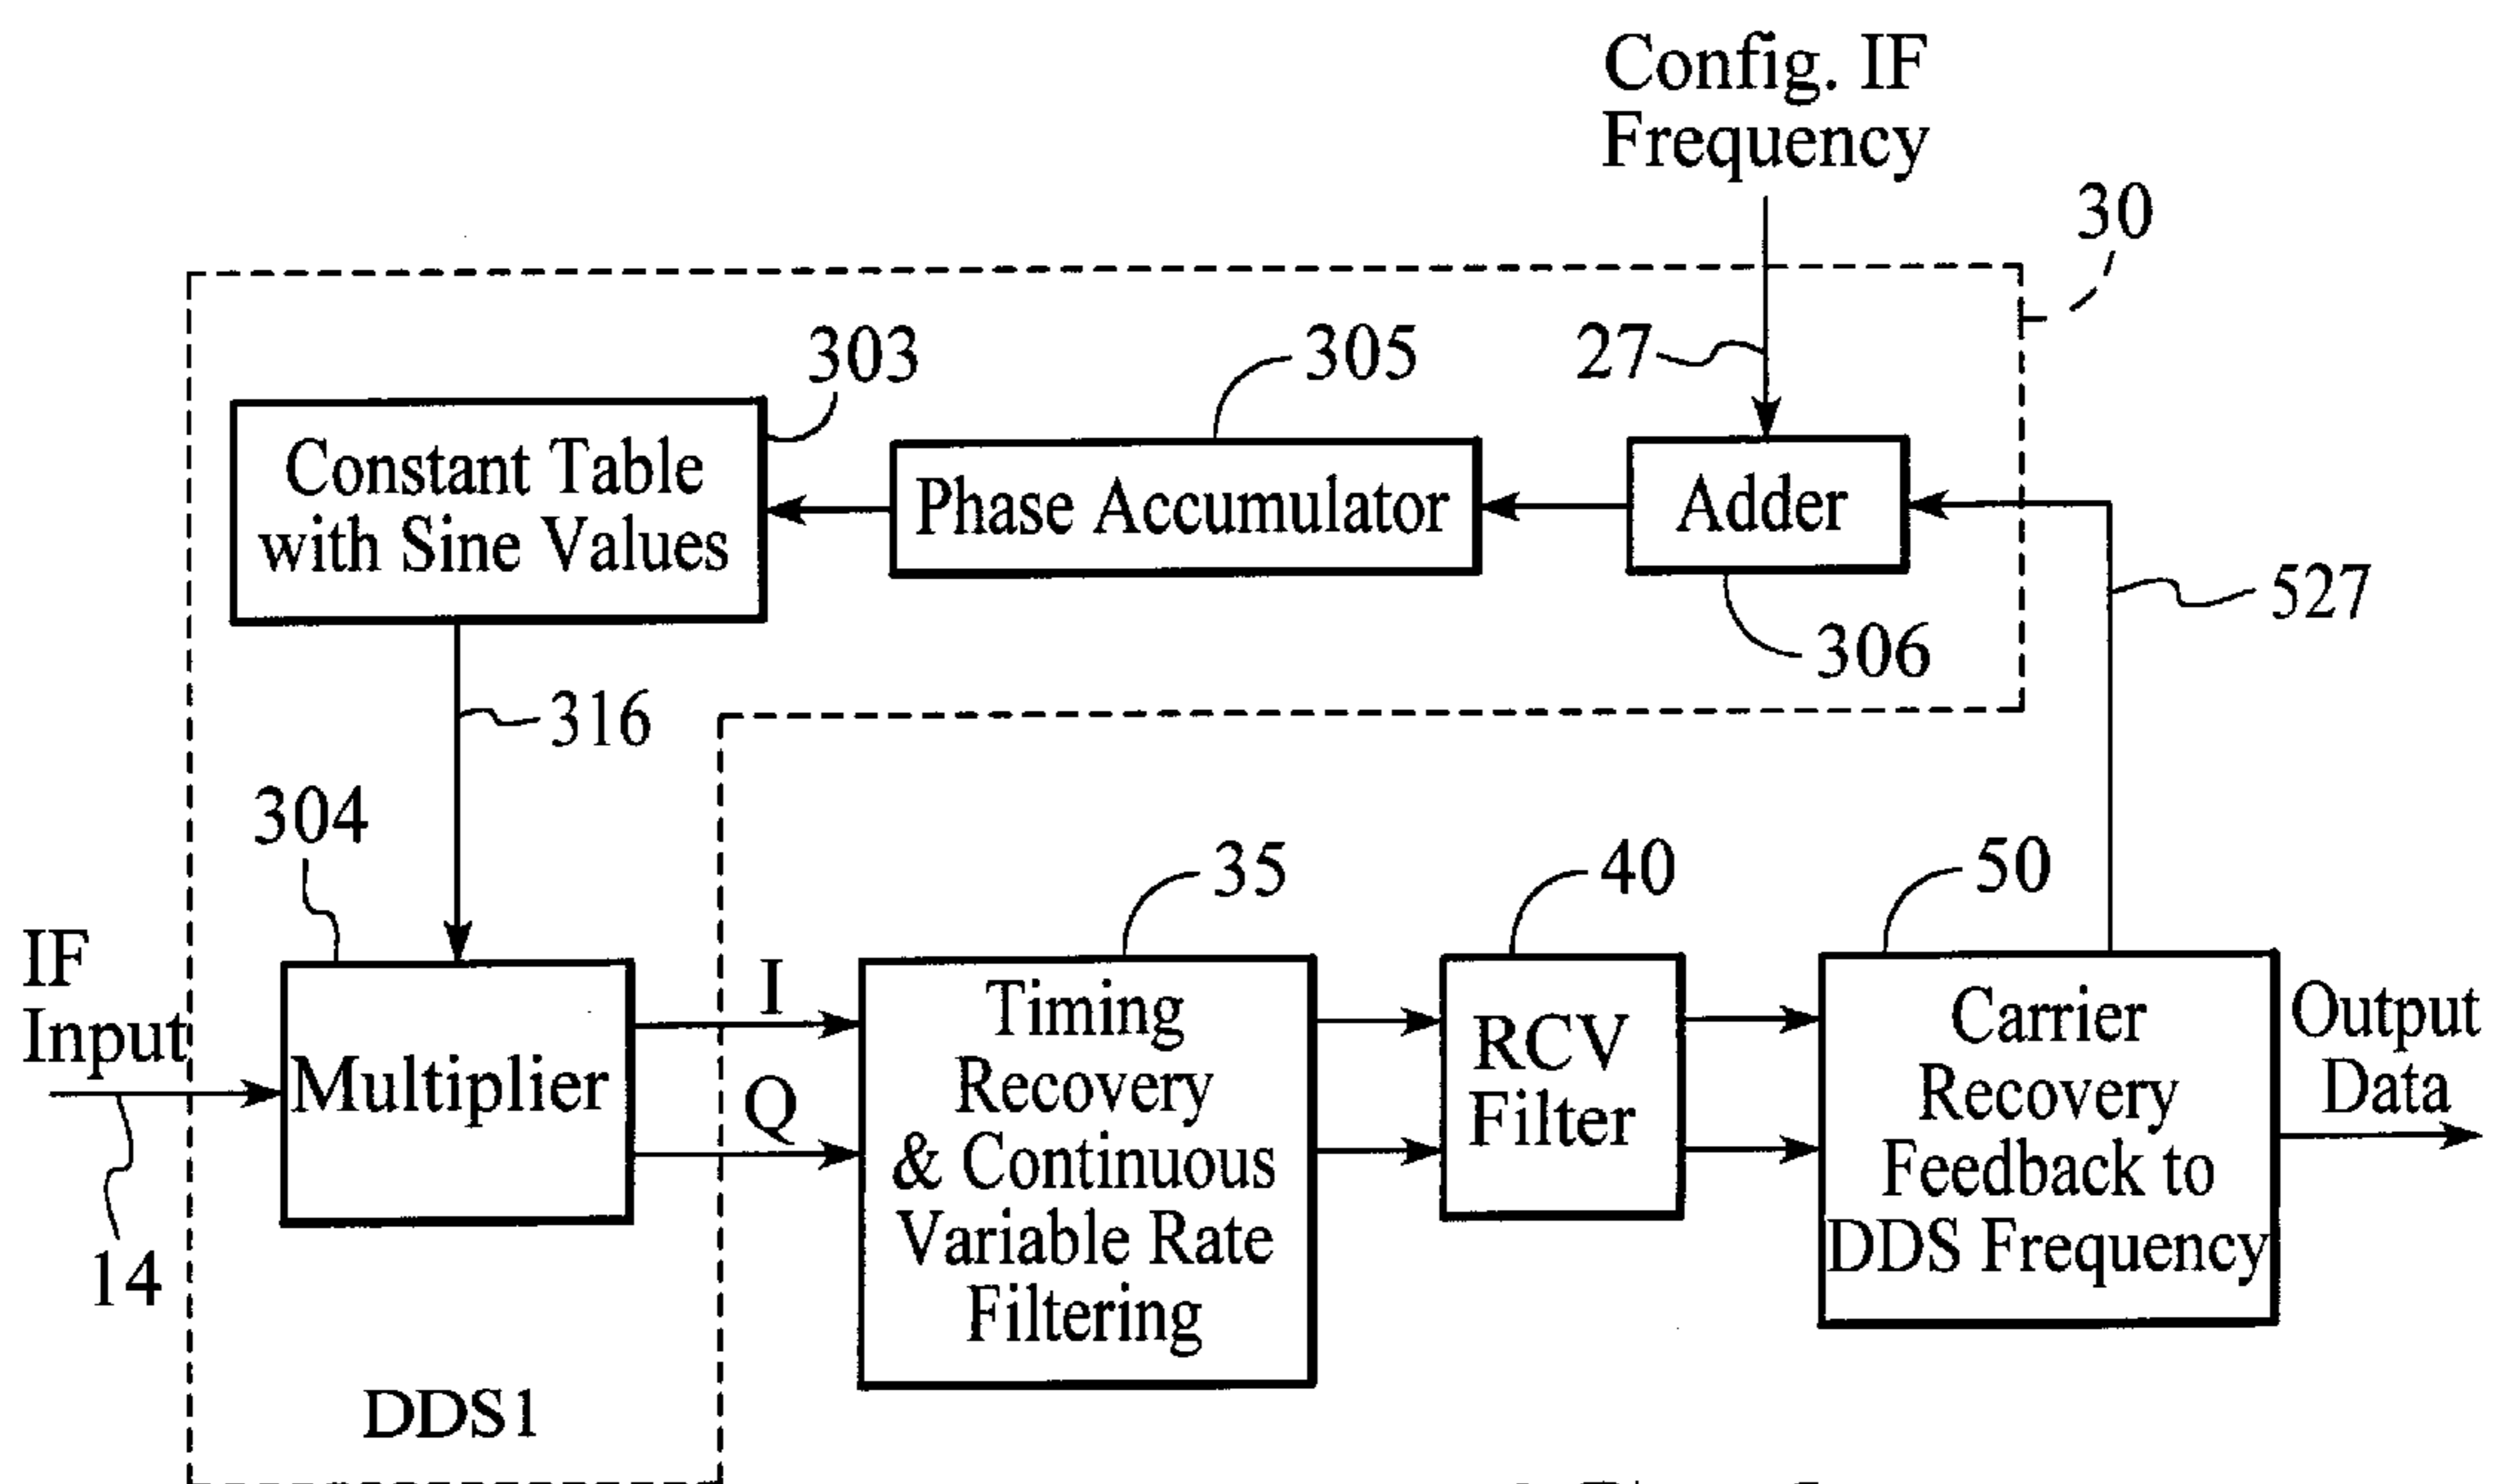 Config. IF
Frequency
30
303
305
27
Constant Table
with Sine Values
Phase Accumulator
Adder
527
306
316
304
35
40
50
IF
Input
I
Q
Multiplier
Timing
Recovery
& Continuous
Variable Rate
Filtering
RCV
Filter
Carrier
Recovery
Feedback to
DDS Frequency
Output
Data
14
DDS1